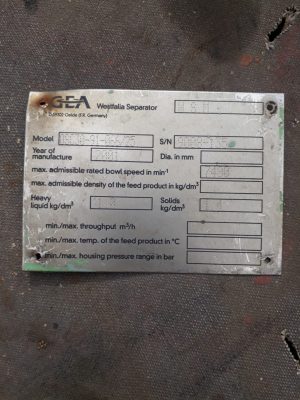 GEA Westfalia Separator
D-59302 Oelde (F.R. Germany)
Model S/N
Year of manufacture Dia. in mm
max. admissible rated bowl speed in min-1
max. admissible density of the feed product in kg/dm³
Heavy liquid kg/dm³ Solids kg/dm³
min./max. throughput m³/h
min./max. temp. of the feed product in °C
min./max. housing pressure range in bar